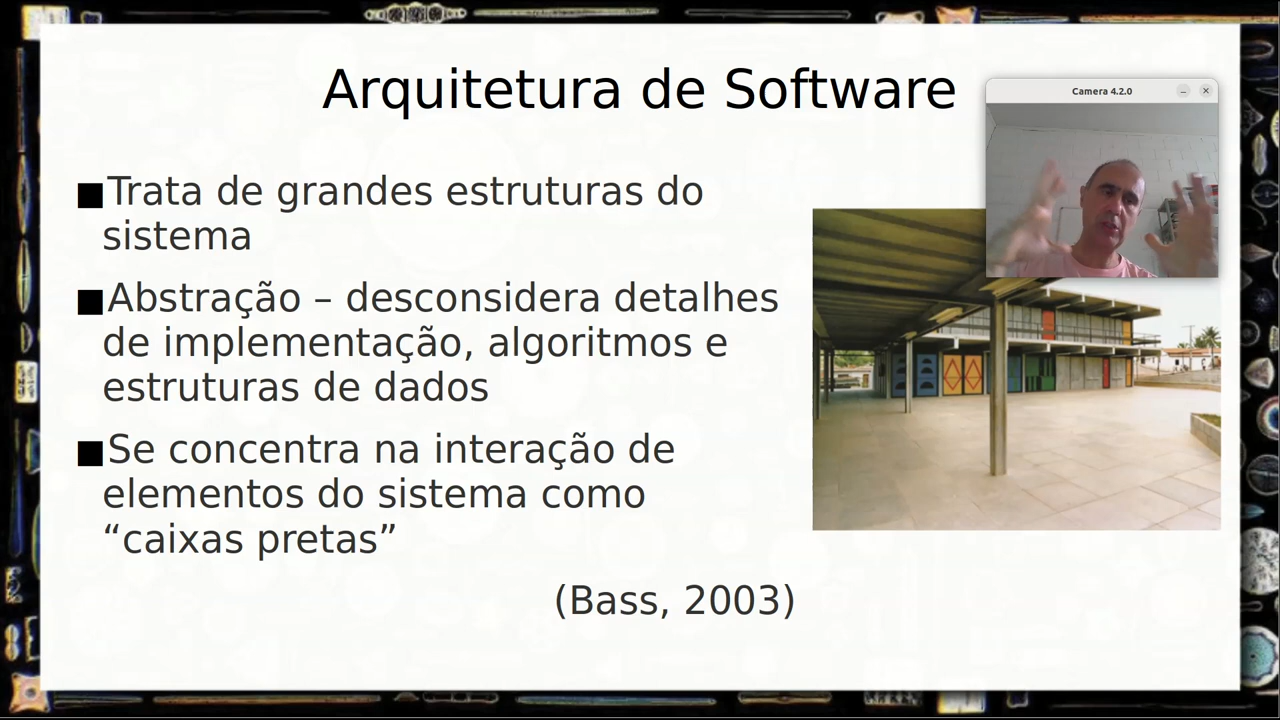 Arquitetura de Software
Camera 4.2.0
■Trata de grandes estruturas do
sistema
■Abstração – desconsidera detalhes
de implementação, algoritmos e
estruturas de dados
■Se concentra na interação de
elementos do sistema como
“caixas pretas”
(Bass, 2003)